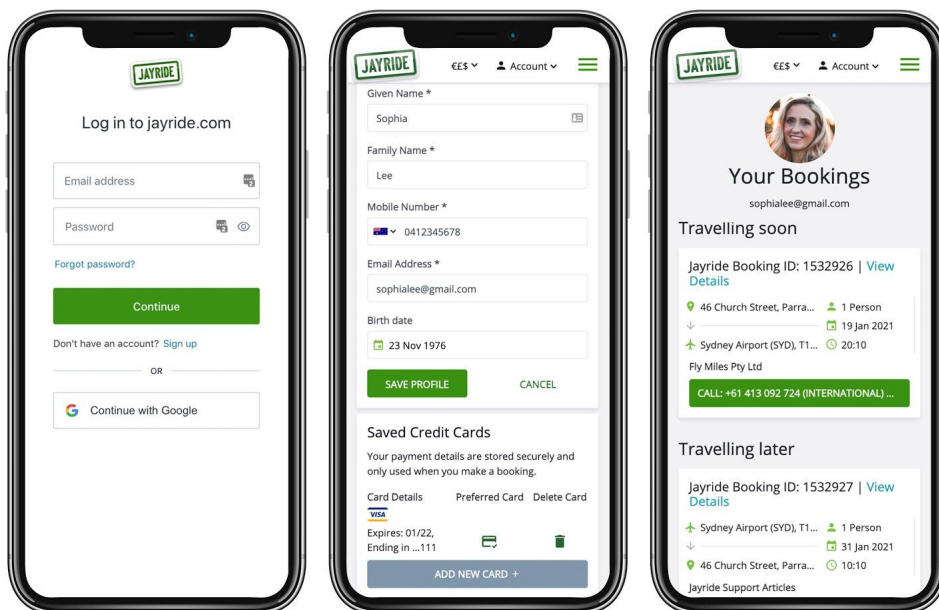 JAYRIDE
Log in to jayride.com
Email address
Password
Forgot password?
Continue
Don't have an account? Sign up
OR
Continue with Google
JAYRIDE €£$ Account
Given Name *
Sophia
Family Name *
Lee
Mobile Number *
0412345678
Email Address *
sophialee@gmail.com
Birth date
23 Nov 1976
SAVE PROFILE CANCEL
Saved Credit Cards
Your payment details are stored securely and
only used when you make a booking.
Card Details Preferred Card Delete Card
VISA
Expires: 01/22,
Ending in ...111
ADD NEW CARD +
JAYRIDE €£$ Account
Your Bookings
sophialee@gmail.com
Travelling soon
Jayride Booking ID: 1532926 | View
Details
46 Church Street, Parra... 1 Person
19 Jan 2021
Sydney Airport (SYD), T1... 20:10
Fly Miles Pty Ltd
CALL: +61 413 092 724 (INTERNATIONAL) ...
Travelling later
Jayride Booking ID: 1532927 | View
Details
Sydney Airport (SYD), T1... 1 Person
31 Jan 2021
46 Church Street, Parra... 10:10
Jayride Support Articles